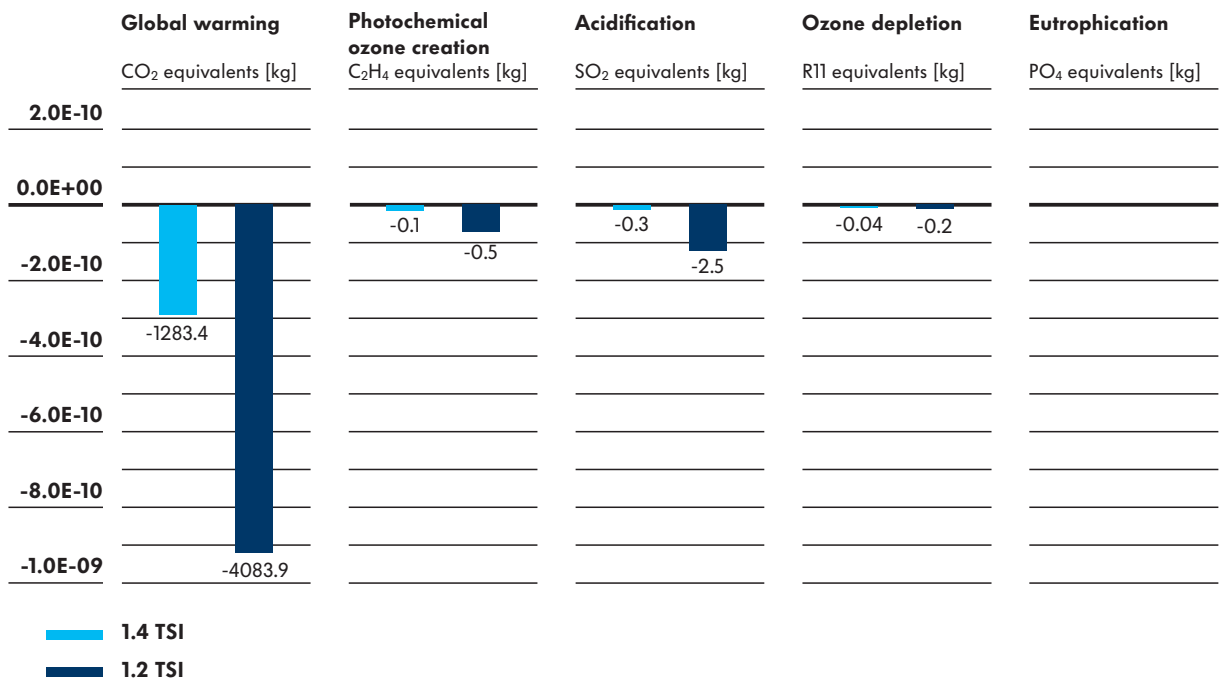 Global warming
CO₂ equivalents [kg]
Photochemical
ozone creation
C₂H₄ equivalents [kg]
Acidification
SO₂ equivalents [kg]
Ozone depletion
R11 equivalents [kg]
Eutrophication
PO₄ equivalents [kg]
2.0E-10
0.0E+00
-2.0E-10
-4.0E-10
-6.0E-10
-8.0E-10
-1.0E-09
-1283.4
-4083.9
-0.1
-0.5
-0.3
-2.5
-0.04
-0.2
1.4 TSI
1.2 TSI